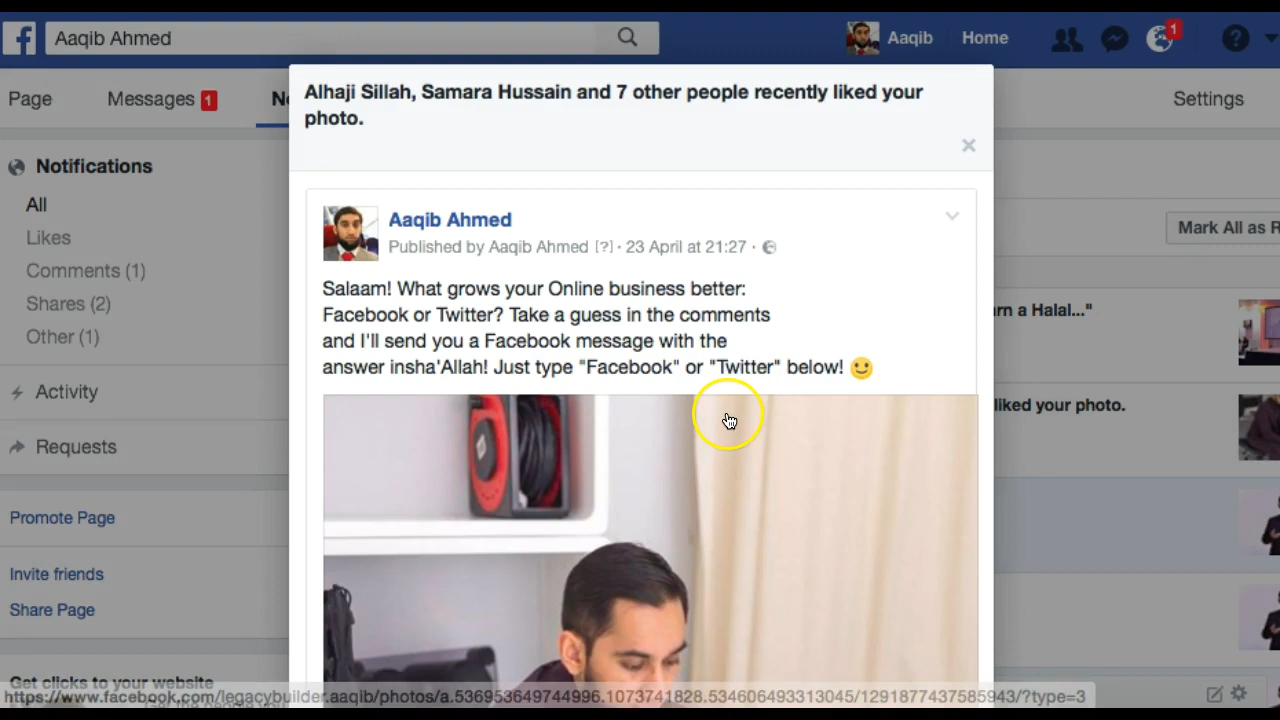 Aaqib Ahmed
Aaqib
Home
1
Page
Messages 1
Settings
Alhaji Sillah, Samara Hussain and 7 other people recently liked your
photo.
Notifications
All
Likes
Comments (1)
Shares (2)
Other (1)
Activity
Requests
Promote Page
Invite friends
Share Page
Get clicks to your website
Aaqib Ahmed
Published by Aaqib Ahmed [?] · 23 April at 21:27 ·
Salaam! What grows your Online business better:
Facebook or Twitter? Take a guess in the comments
and I'll send you a Facebook message with the
answer insha'Allah! Just type "Facebook" or "Twitter" below! 🙂
Mark All as R
rn a Halal..."
liked your photo.
https://www.facebook.com/legacybuilder.aaqib/photos/a.536953649744996.1073741828.534606493313045/1291877437585943/?type=3